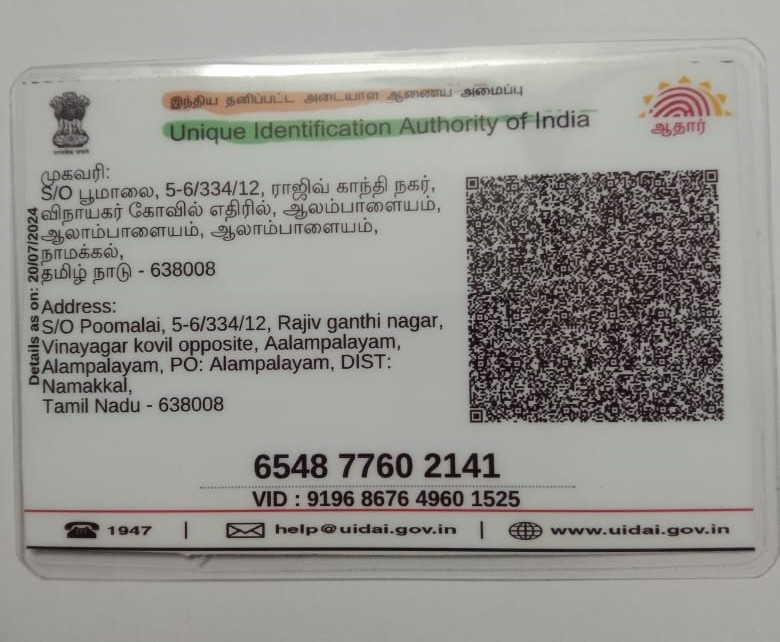 இந்திய தனிப்பட்ட அடையாள ஆணைய அமைப்பு
Unique Identification Authority of India
ஆதார்
முகவரி:
S/O பூமாலை, 5-6/334/12, ராஜிவ் காந்தி நகர்,
விநாயகர் கோவில் எதிரில், ஆலம்பாளையம்,
ஆலாம்பாளையம், ஆலாம்பாளையம்,
நாமக்கல்,
தமிழ் நாடு - 638008
Details as on: 20/07/2024
Address:
S/O Poomalai, 5-6/334/12, Rajiv ganthi nagar,
Vinayagar kovil opposite, Aalampalayam,
Alampalayam, PO: Alampalayam, DIST:
Namakkal,
Tamil Nadu - 638008
6548 7760 2141
VID : 9196 8676 4960 1525
1947 | help@uidai.gov.in | www.uidai.gov.in